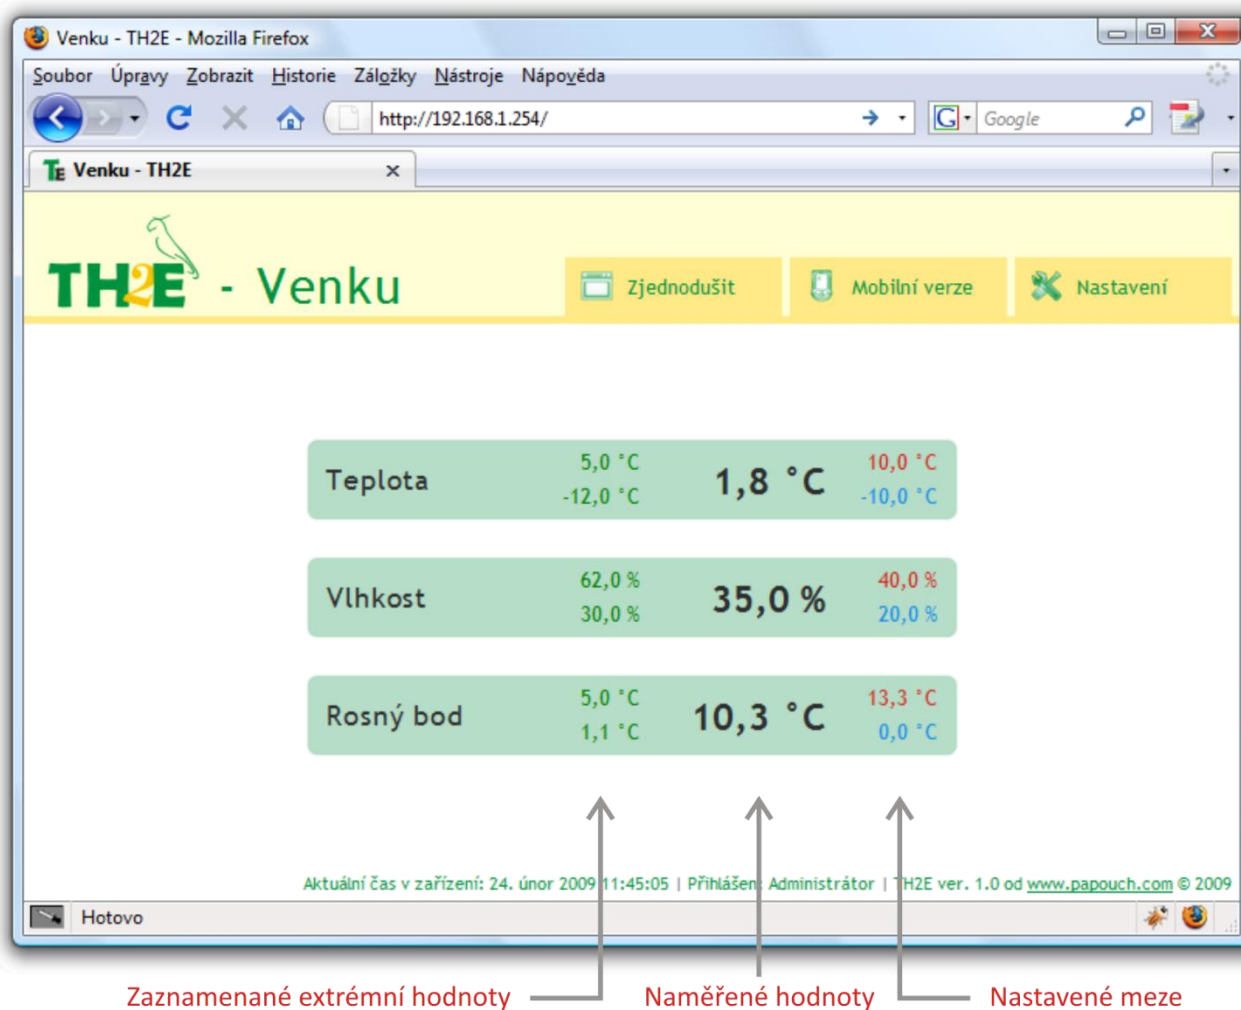 Venku - TH2E - Mozilla Firefox
Soubor Úpravy Zobrazit Historie Záložky Nástroje Nápověda
http://192.168.1.254/
G Google
TE Venku - TH2E
TH2E - Venku
Zjednodušit
Mobilní verze
Nastavení
Teplota
5,0 °C
-12,0 °C
1,8 °C
10,0 °C
-10,0 °C
Vlhkost
62,0 %
30,0 %
35,0 %
40,0 %
20,0 %
Rosný bod
5,0 °C
1,1 °C
10,3 °C
13,3 °C
0,0 °C
Aktuální čas v zařízení: 24. únor 2009 11:45:05 | Přihlášen: Administrátor | TH2E ver. 1.0 od www.papouch.com © 2009
Hotovo
Zaznamenané extrémní hodnoty
Naměřené hodnoty
Nastavené meze